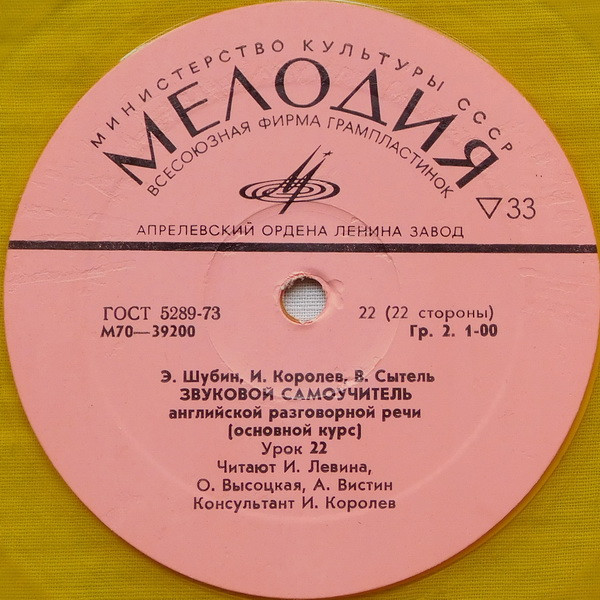 МИНИСТЕРСТВО КУЛЬТУРЫ СССР
МЕЛОДИЯ
ВСЕСОЮЗНАЯ ФИРМА ГРАМПЛАСТИНОК
▽33
АПРЕЛЕВСКИЙ ОРДЕНА ЛЕНИНА ЗАВОД
ГОСТ 5289-73 22 (22 стороны)
М70—39200 Гр. 2. 1-00
Э. Шубин, И. Королев, В. Сытель
ЗВУКОВОЙ САМОУЧИТЕЛЬ
английской разговорной речи
(основной курс)
Урок 22
Читают И. Левина,
О. Высоцкая, А. Вистин
Консультант И. Королев